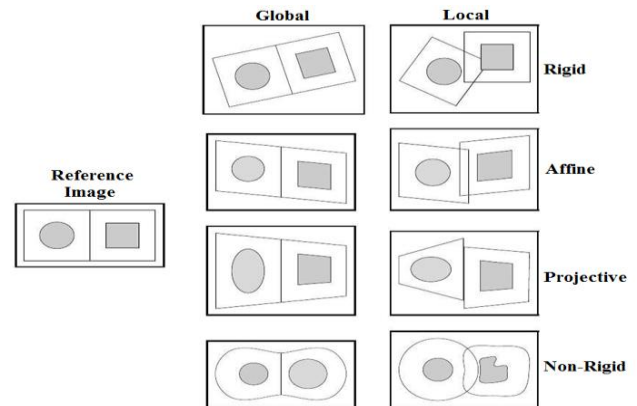 Global
Local
Rigid
Affine
Reference
Image
Projective
Non-Rigid